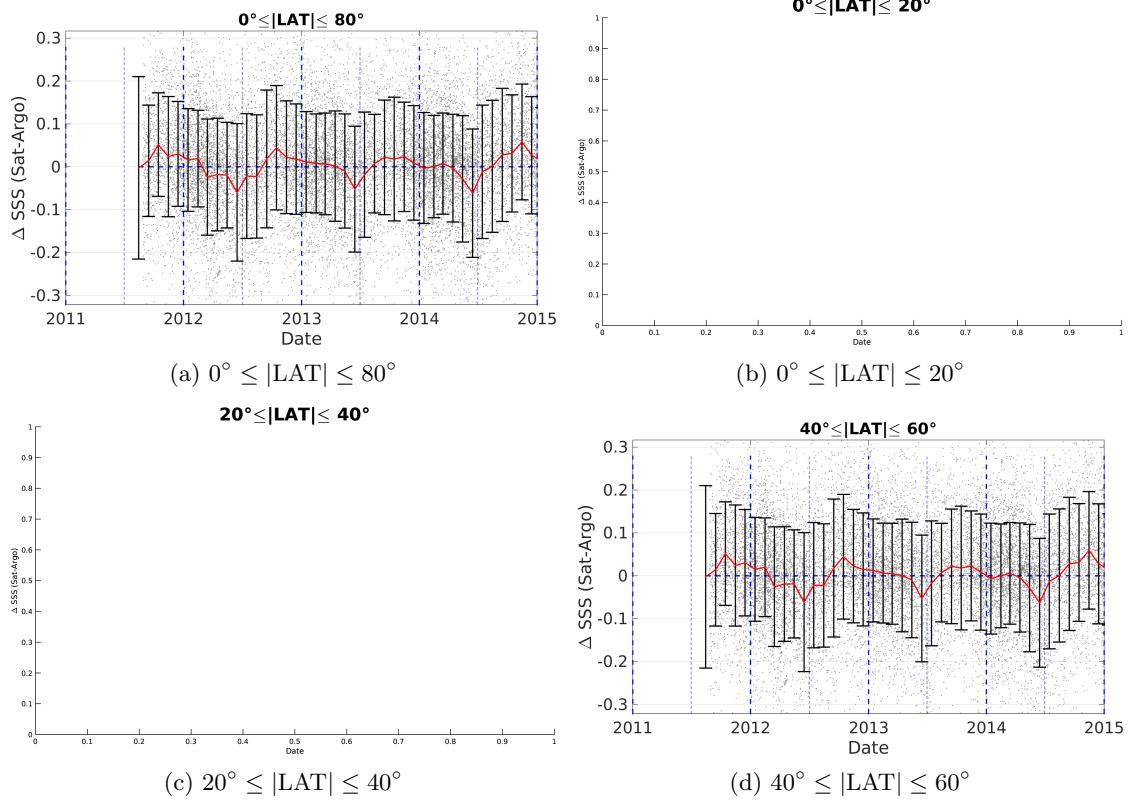 0°≤|LAT|≤ 80°
0.3
0.2
0.1
0
-0.1
-0.2
-0.3
Δ SSS (Sat-Argo)
2011 2012 2013 2014 2015
Date
(a) 0° ≤ |LAT| ≤ 80°
0°≤|LAT|≤ 20°
1
0.9
0.8
0.7
0.6
0.5
0.4
0.3
0.2
0.1
0
Δ SSS (Sat-Argo)
0 0.1 0.2 0.3 0.4 0.5 0.6 0.7 0.8 0.9 1
Date
(b) 0° ≤ |LAT| ≤ 20°
20°≤|LAT|≤ 40°
1
0.9
0.8
0.7
0.6
0.5
0.4
0.3
0.2
0.1
0
Δ SSS (Sat-Argo)
0 0.1 0.2 0.3 0.4 0.5 0.6 0.7 0.8 0.9 1
Date
(c) 20° ≤ |LAT| ≤ 40°
40°≤|LAT|≤ 60°
0.3
0.2
0.1
0
-0.1
-0.2
-0.3
Δ SSS (Sat-Argo)
2011 2012 2013 2014 2015
Date
(d) 40° ≤ |LAT| ≤ 60°